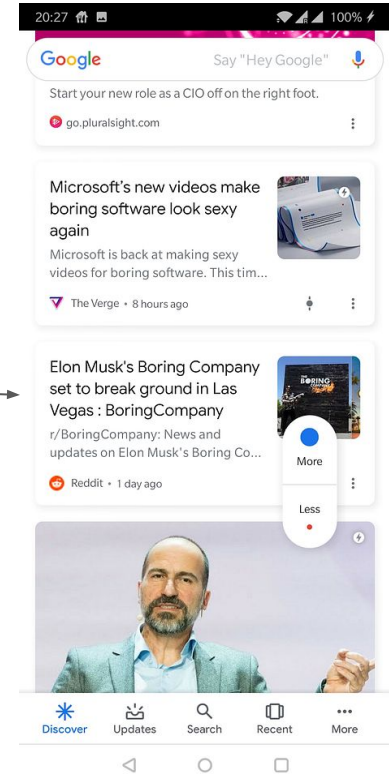 20:27
100%
Google
Say "Hey Google"
Start your new role as a CIO off on the right foot.
go.pluralsight.com
Microsoft's new videos make
boring software look sexy
again
Microsoft is back at making sexy
videos for boring software. This tim...
The Verge • 8 hours ago
Elon Musk's Boring Company
set to break ground in Las
Vegas : BoringCompany
r/BoringCompany: News and
updates on Elon Musk's Boring Co...
Reddit • 1 day ago
BORING
More
Less
Discover
Updates
Search
Recent
More